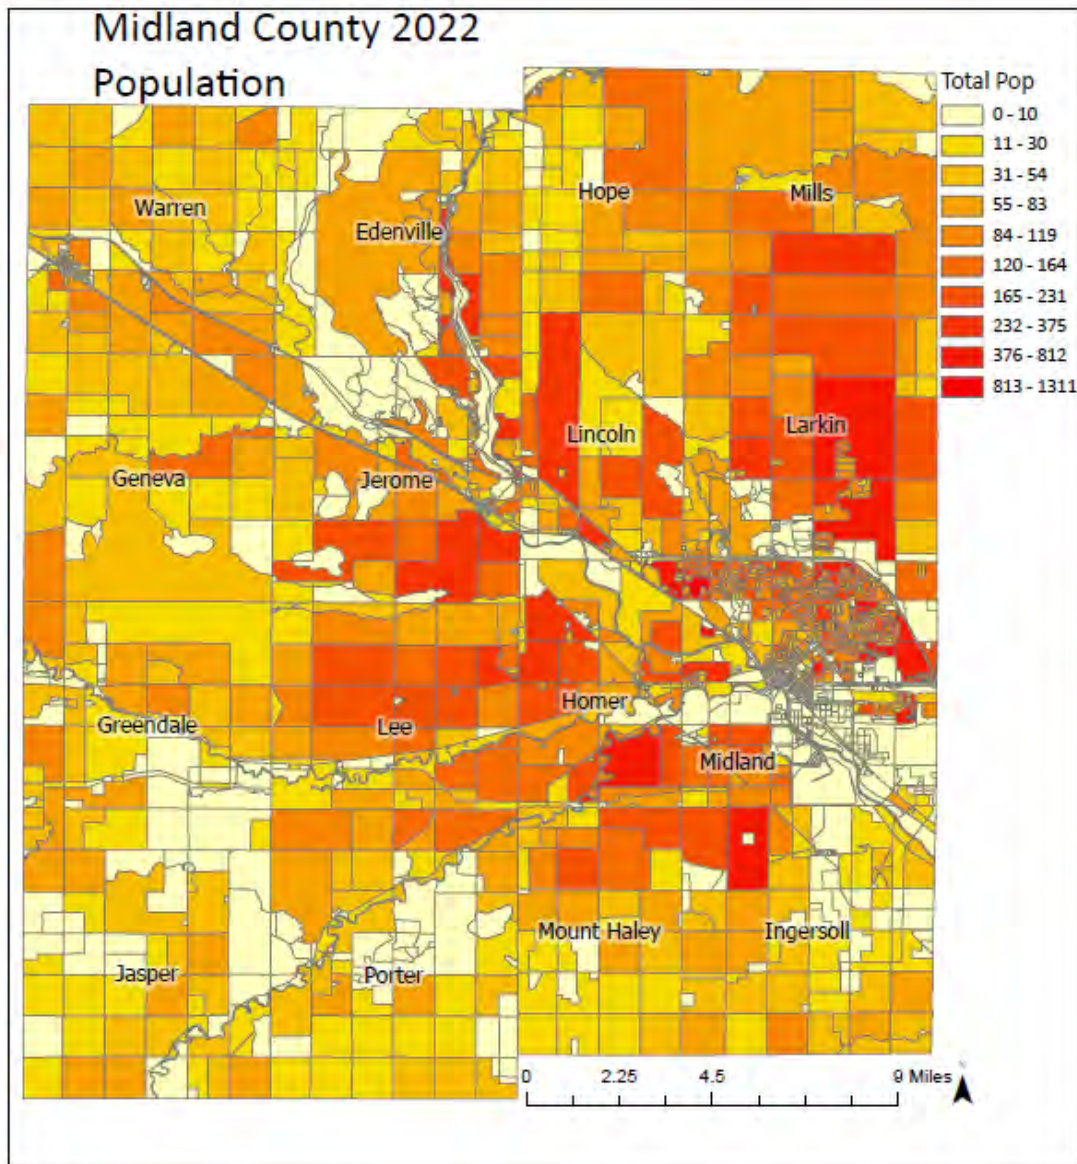 Midland County 2022
Population
Total Pop
0 - 10
11 - 30
31 - 54
55 - 83
84 - 119
120 - 164
165 - 231
232 - 375
376 - 812
813 - 1311
Hope
Mills
Warren
Edenville
Lincoln
Larkin
Geneva
Jerome
Homer
Greendale
Lee
Midland
Mount Haley
Ingersoll
Jasper
Porter
0 2.25 4.5 9 Miles